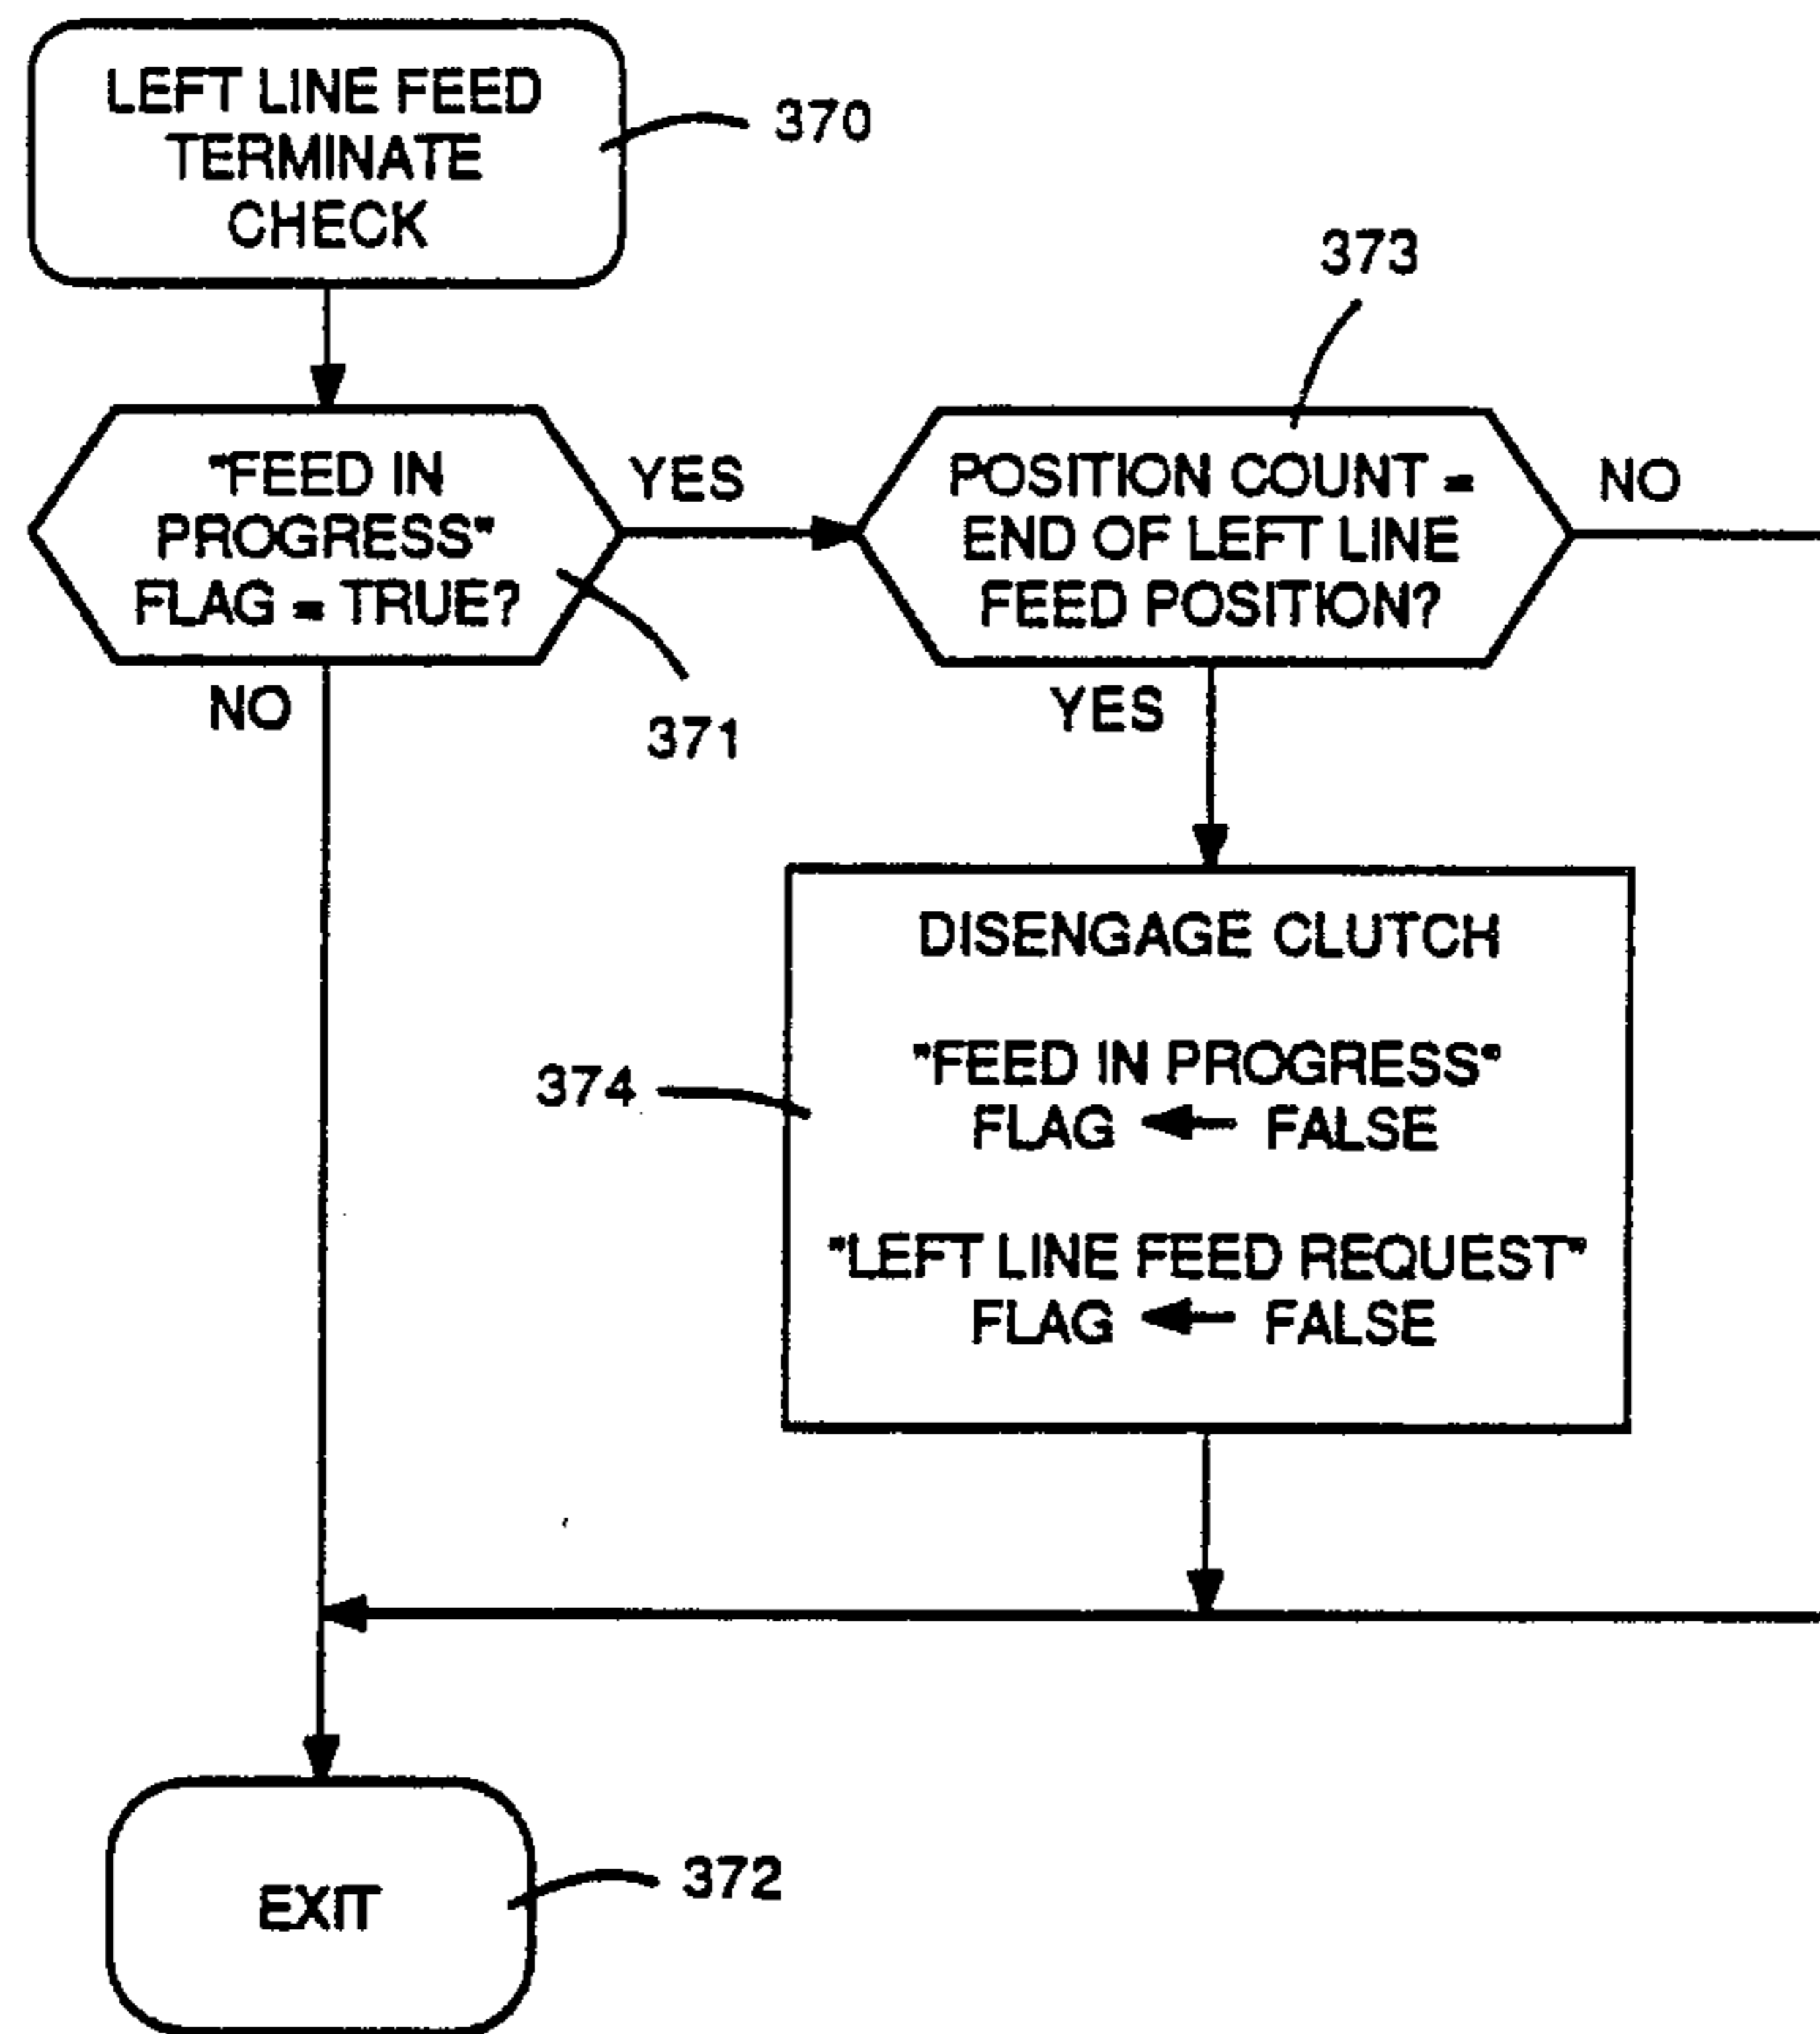 LEFT LINE FEED
TERMINATE
CHECK
370
373
"FEED IN
PROGRESS"
FLAG = TRUE?
YES
POSITION COUNT =
END OF LEFT LINE
FEED POSITION?
NO
NO
371
YES
DISENGAGE CLUTCH
"FEED IN PROGRESS"
FLAG ← FALSE
374
"LEFT LINE FEED REQUEST"
FLAG ← FALSE
EXIT
372